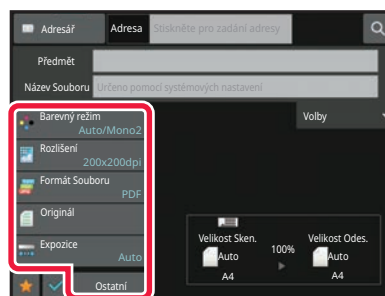 Adresář
Adresa
Stiskněte pro zadání adresy
Předmět
Název Souboru
Určeno pomocí systémových nastavení
Barevný režim
Auto/Mono2
Volby
Rozlišení
200x200dpi
Formát Souboru
PDF
Originál
Expozice
Auto
Ostatní
Velikost Sken.
Auto
A4
100%
Velikost Odes.
Auto
A4